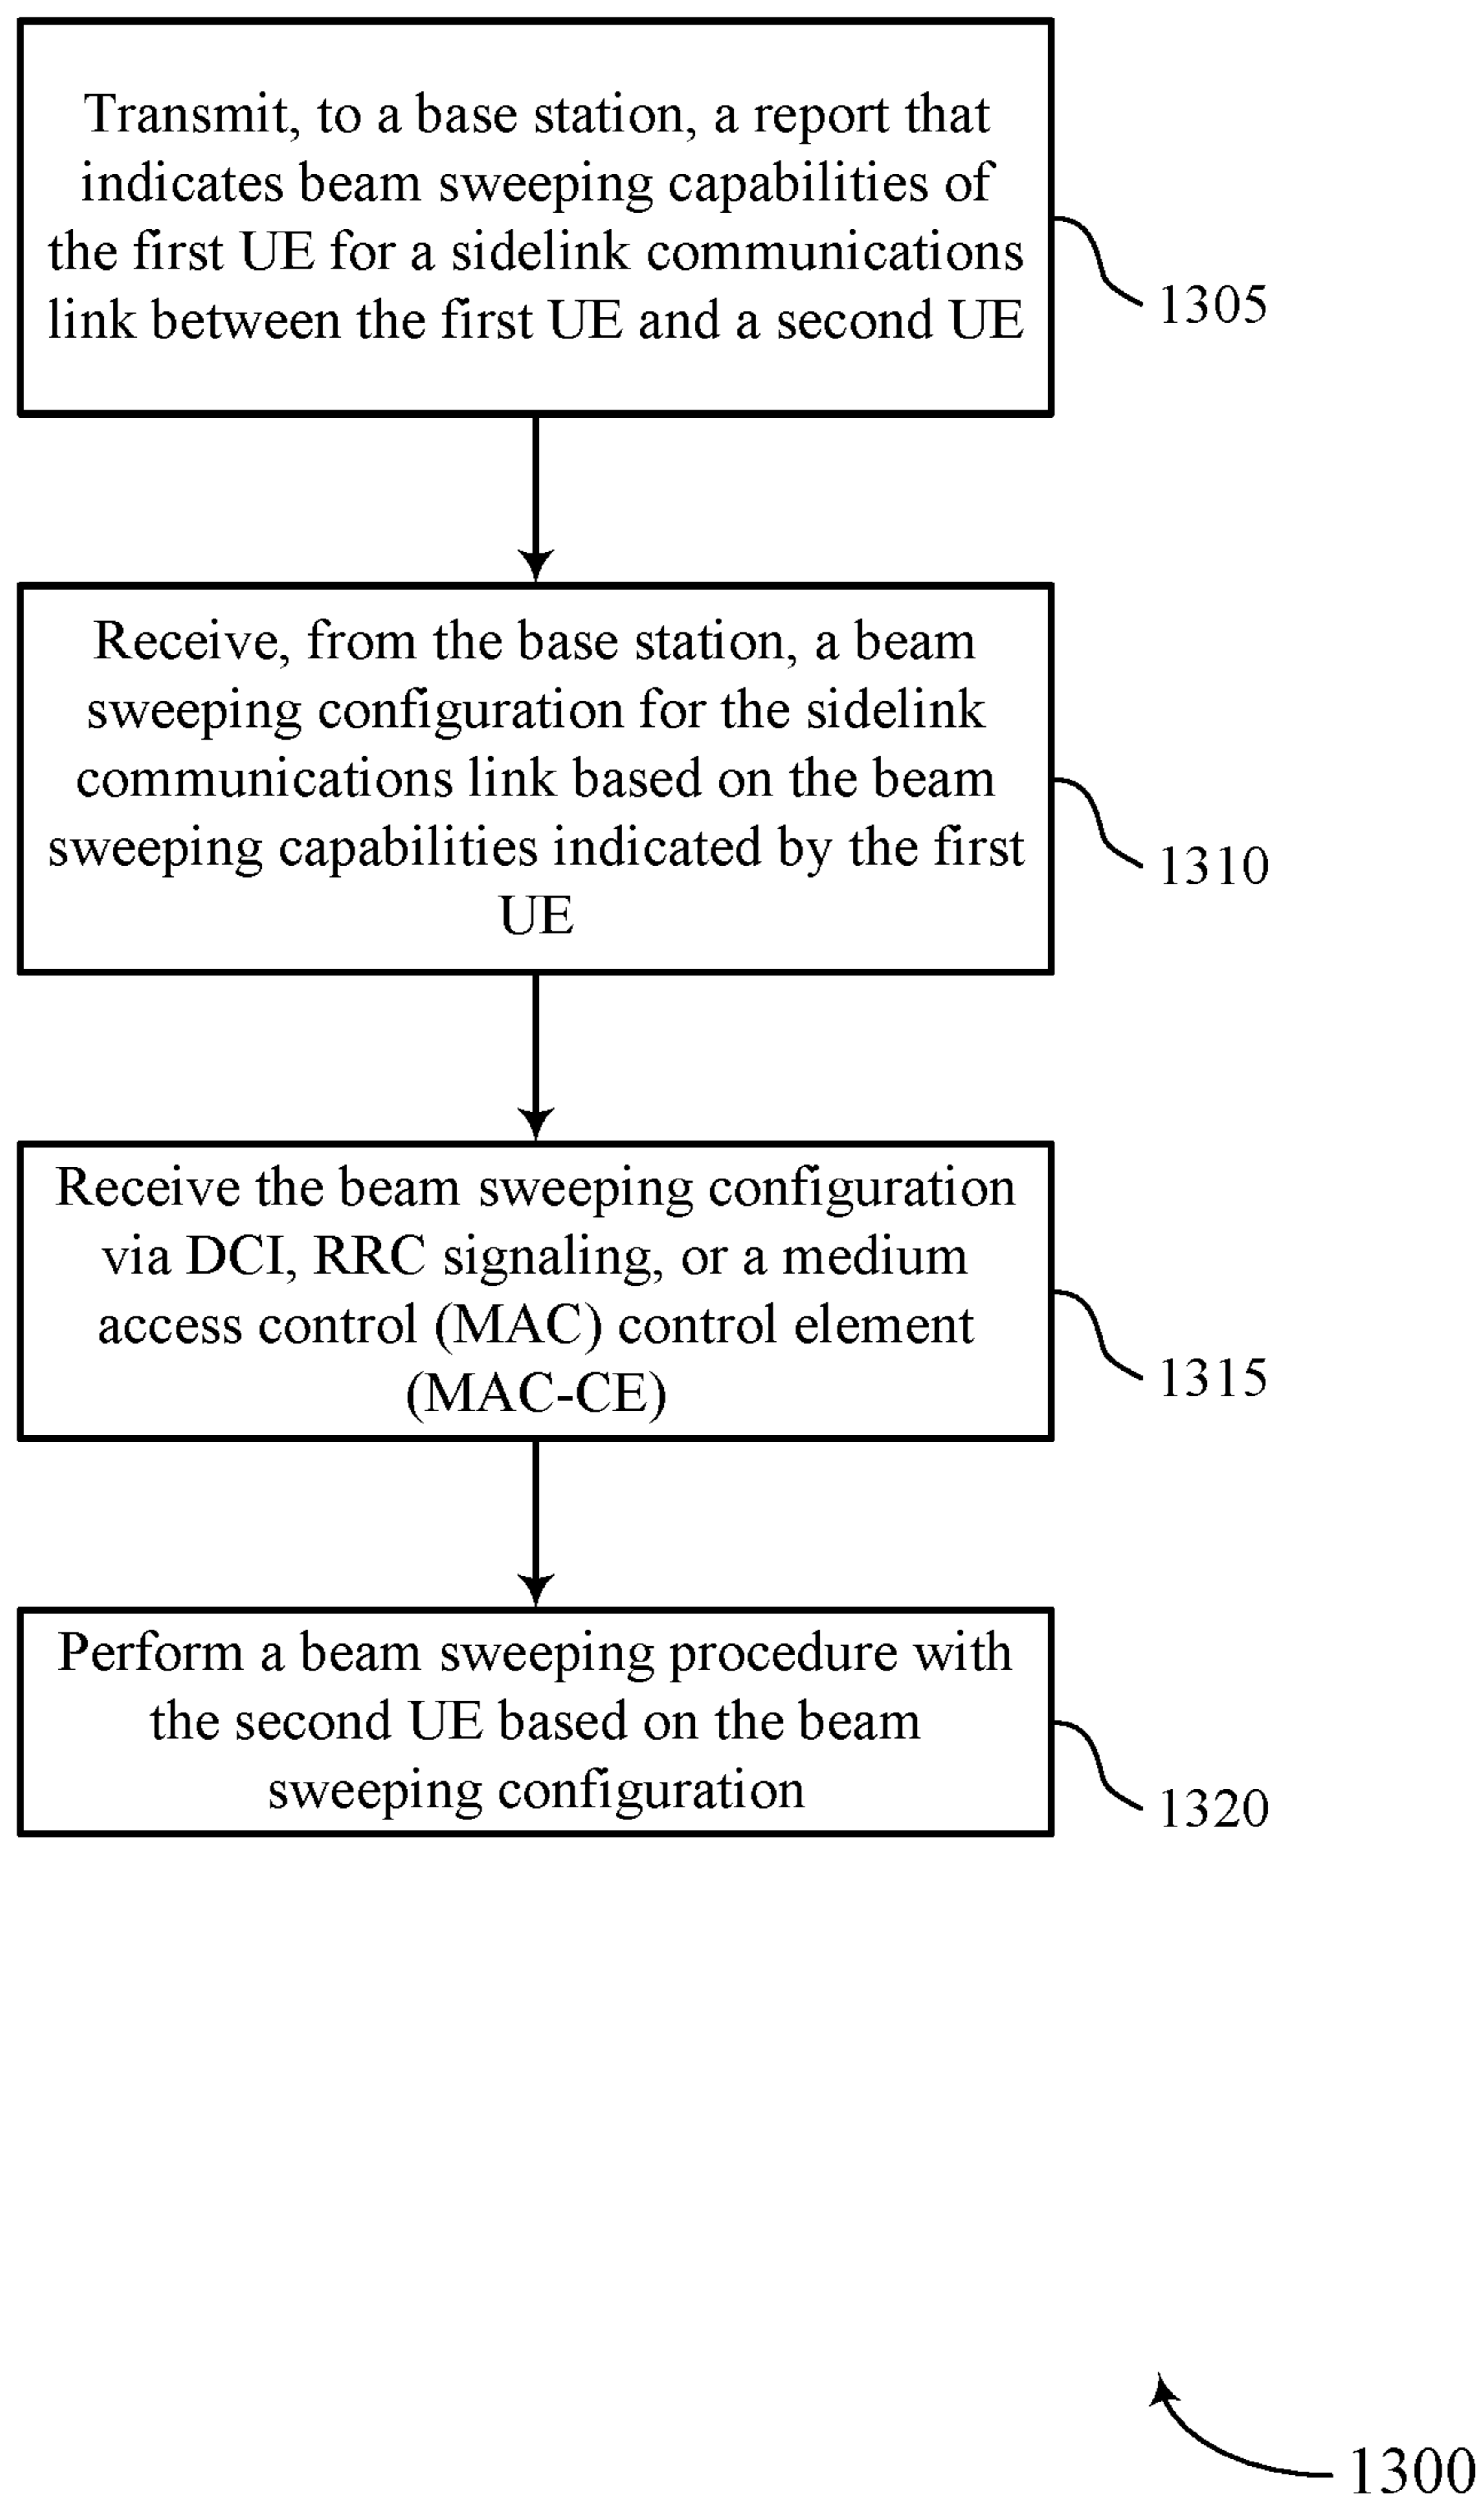 Transmit, to a base station, a report that
indicates beam sweeping capabilities of
the first UE for a sidelink communications
link between the first UE and a second UE
1305
Receive, from the base station, a beam
sweeping configuration for the sidelink
communications link based on the beam
sweeping capabilities indicated by the first
UE
1310
Receive the beam sweeping configuration
via DCI, RRC signaling, or a medium
access control (MAC) control element
(MAC-CE)
1315
Perform a beam sweeping procedure with
the second UE based on the beam
sweeping configuration
1320
1300